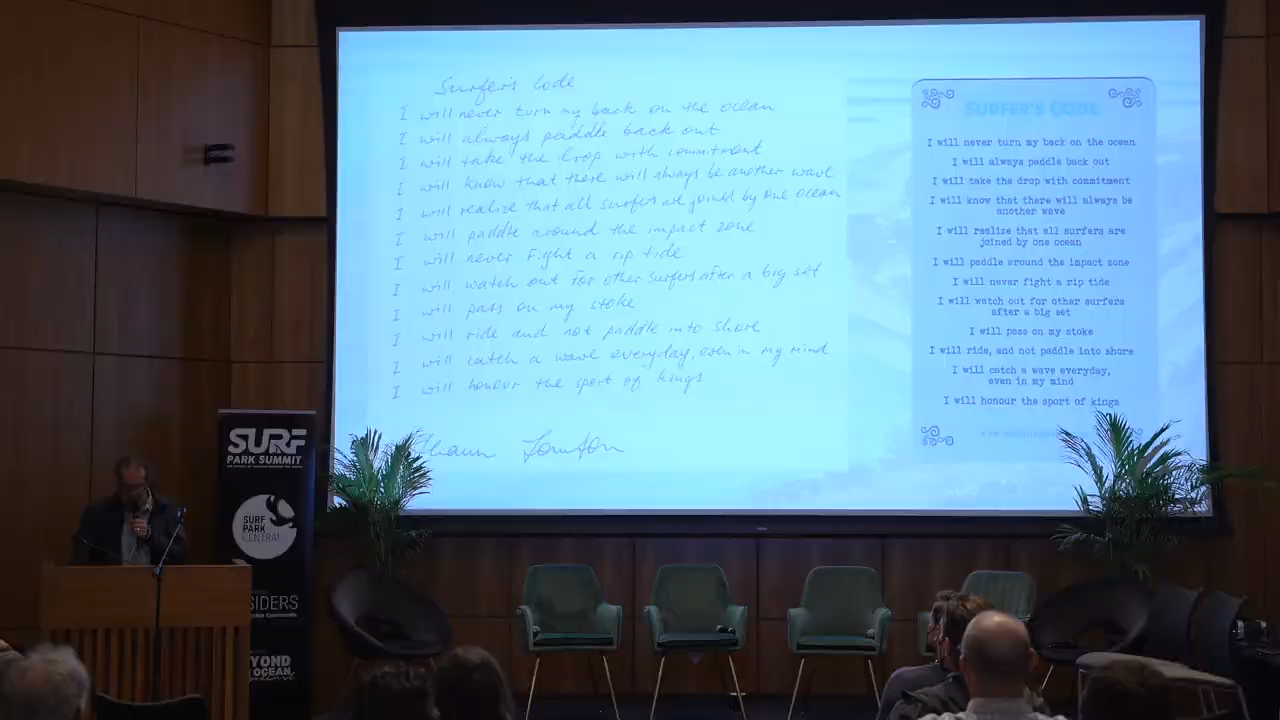 Surfer's Code
I will never turn my back on the ocean
I will always paddle back out
I will take the drop with commitment
I will know that there will always be another wave
I will realize that all surfers are joined by one ocean
I will paddle around the impact zone
I will never Fight a rip tide
I will watch out for other surfers after a big set
I will pass on my stoke
I will ride and not paddle into shore
I will catch a wave everyday, even in my mind
I will honour the sport of kings
Shaun Tomson
SURFER'S CODE
I will never turn my back on the ocean
I will always paddle back out
I will take the drop with commitment
I will know that there will always be
another wave
I will realize that all surfers are
joined by one ocean
I will paddle around the impact zone
I will never fight a rip tide
I will watch out for other surfers
after a big set
I will pass on my stoke
I will ride, and not paddle into shore
I will catch a wave everyday,
even in my mind
I will honour the sport of kings
SURF
PARK SUMMIT
SURF
PARK
CENTRAL
SIDERS
YOND
OCEAN